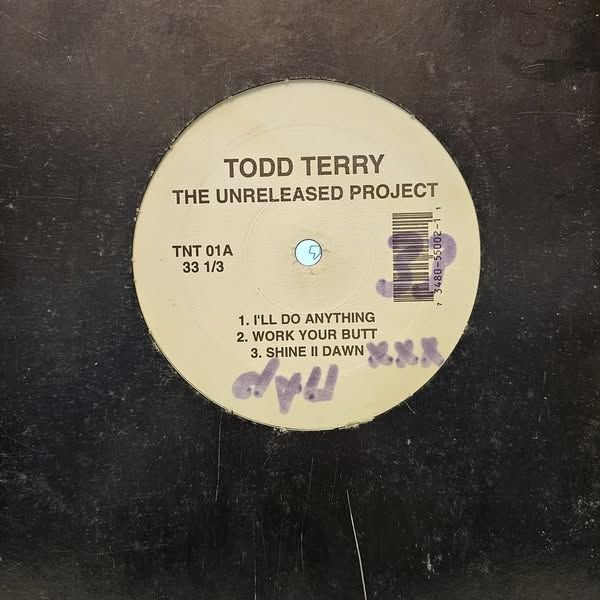 TODD TERRY
THE UNRELEASED PROJECT
TNT 01A
33 1/3
7 3480-55002-1 1
1. I'LL DO ANYTHING
2. WORK YOUR BUTT
3. SHINE II DAWN xxx